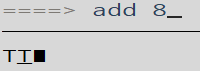 ====> add 8_
TT■